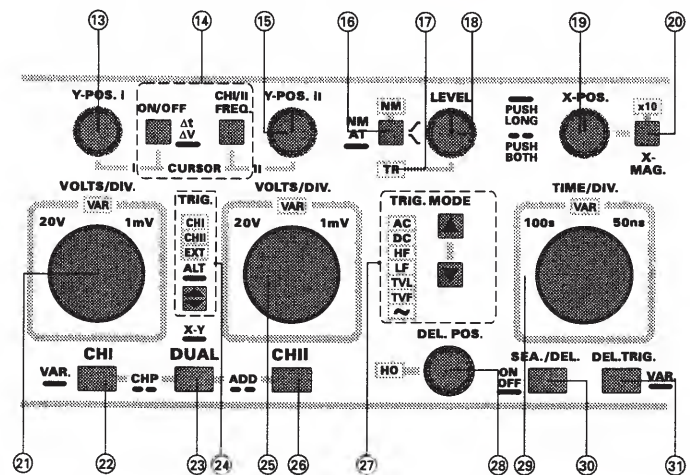 13 14 15 16 17 18 19 20
Y-POS. I
ON/OFF
Δt
ΔV
CHI/II
FREQ.
Y-POS. II
CURSOR
II
NM
AT
NM
TR
LEVEL
PUSH
LONG
PUSH
BOTH
X-POS.
x10
X-
MAG.
VOLTS/DIV.
VAR
20V 1mV
TRIG.
CHI
CHII
EXT
ALT
VOLTS/DIV.
VAR
20V 1mV
TRIG. MODE
AC
DC
HF
LF
TVL
TVF
~
TIME/DIV.
VAR
100s 50ns
X-Y
CHI
VAR.
CHP
DUAL
ADD
CHII
DEL. POS.
HO
ON
OFF
SEA./DEL.
DEL.TRIG.
VAR
21 22 23 24 25 26 27 28 29 30 31